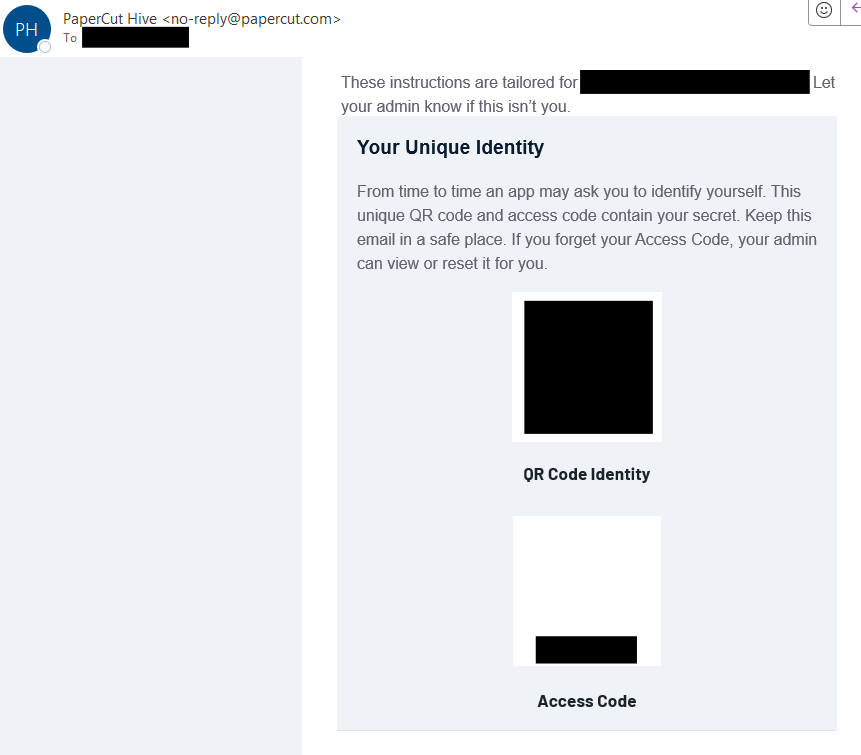 PH
PaperCut Hive <no-reply@papercut.com>
To
These instructions are tailored for
Let
your admin know if this isn’t you.
Your Unique Identity
From time to time an app may ask you to identify yourself. This
unique QR code and access code contain your secret. Keep this
email in a safe place. If you forget your Access Code, your admin
can view or reset it for you.
QR Code Identity
Access Code